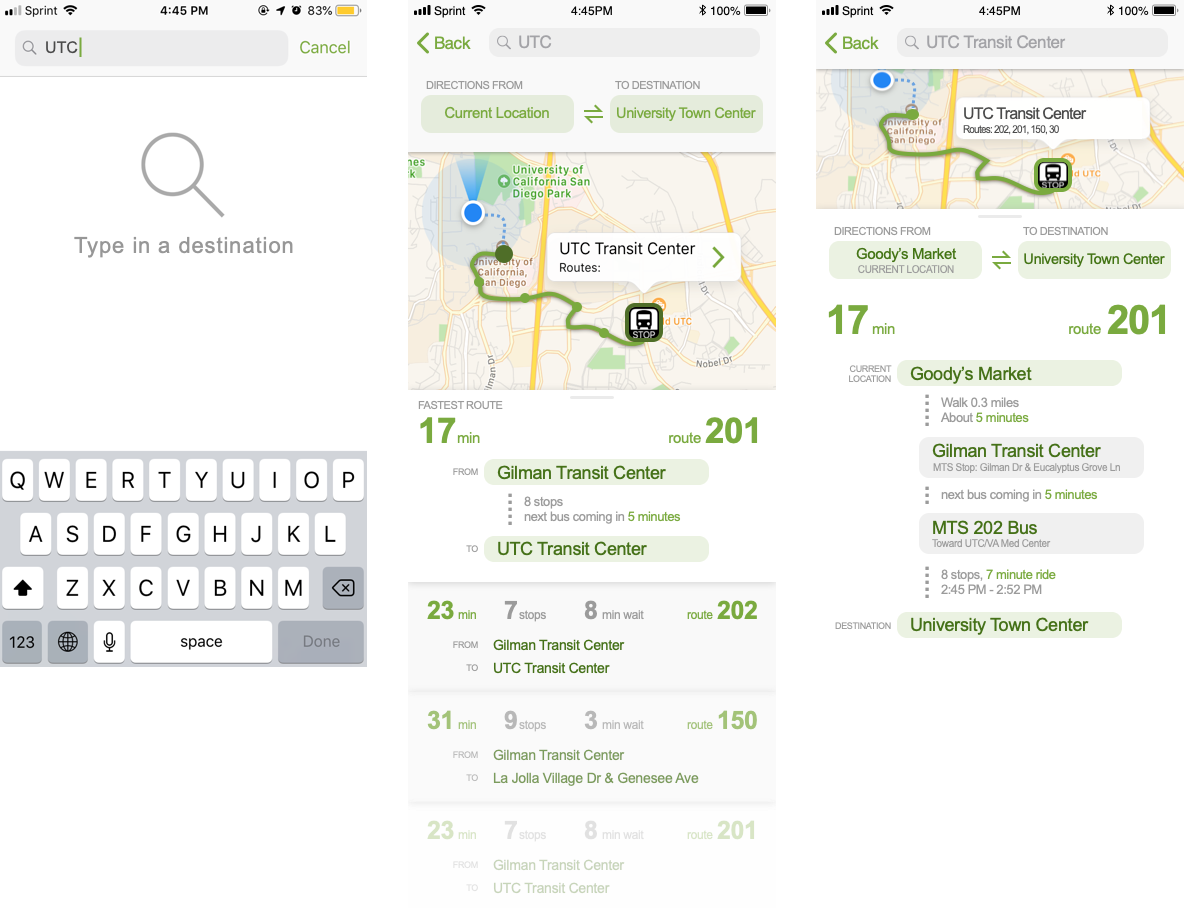 Sprint 4:45 PM 83%
UTC Cancel
Type in a destination
Q W E R T Y U I O P
A S D F G H J K L
Z X C V B N M
123 space Done
Sprint 4:45PM 100%
Back UTC
DIRECTIONS FROM TO DESTINATION
Current Location University Town Center
University of
California San
Diego Park
UTC Transit Center
Routes:
University of
California,
San Diego
UTC
STOP
Nobel Dr
FASTEST ROUTE
17 min route 201
FROM Gilman Transit Center
8 stops
next bus coming in 5 minutes
TO UTC Transit Center
23 min 7 stops 8 min wait route 202
FROM Gilman Transit Center
TO UTC Transit Center
31 min 9 stops 3 min wait route 150
FROM Gilman Transit Center
TO La Jolla Village Dr & Genesee Ave
23 min 7 stops 8 min wait route 201
FROM Gilman Transit Center
TO UTC Transit Center
Sprint 4:45PM 100%
Back UTC Transit Center
UTC Transit Center
Routes: 202, 201, 150, 30
University of
California,
San Diego
UTC
STOP
DIRECTIONS FROM TO DESTINATION
Goody's Market University Town Center
CURRENT LOCATION
17 min route 201
CURRENT
LOCATION
Goody's Market
Walk 0.3 miles
About 5 minutes
Gilman Transit Center
MTS Stop: Gilman Dr & Eucalyptus Grove Ln
next bus coming in 5 minutes
MTS 202 Bus
Toward UTC/VA Med Center
8 stops, 7 minute ride
2:45 PM - 2:52 PM
DESTINATION University Town Center